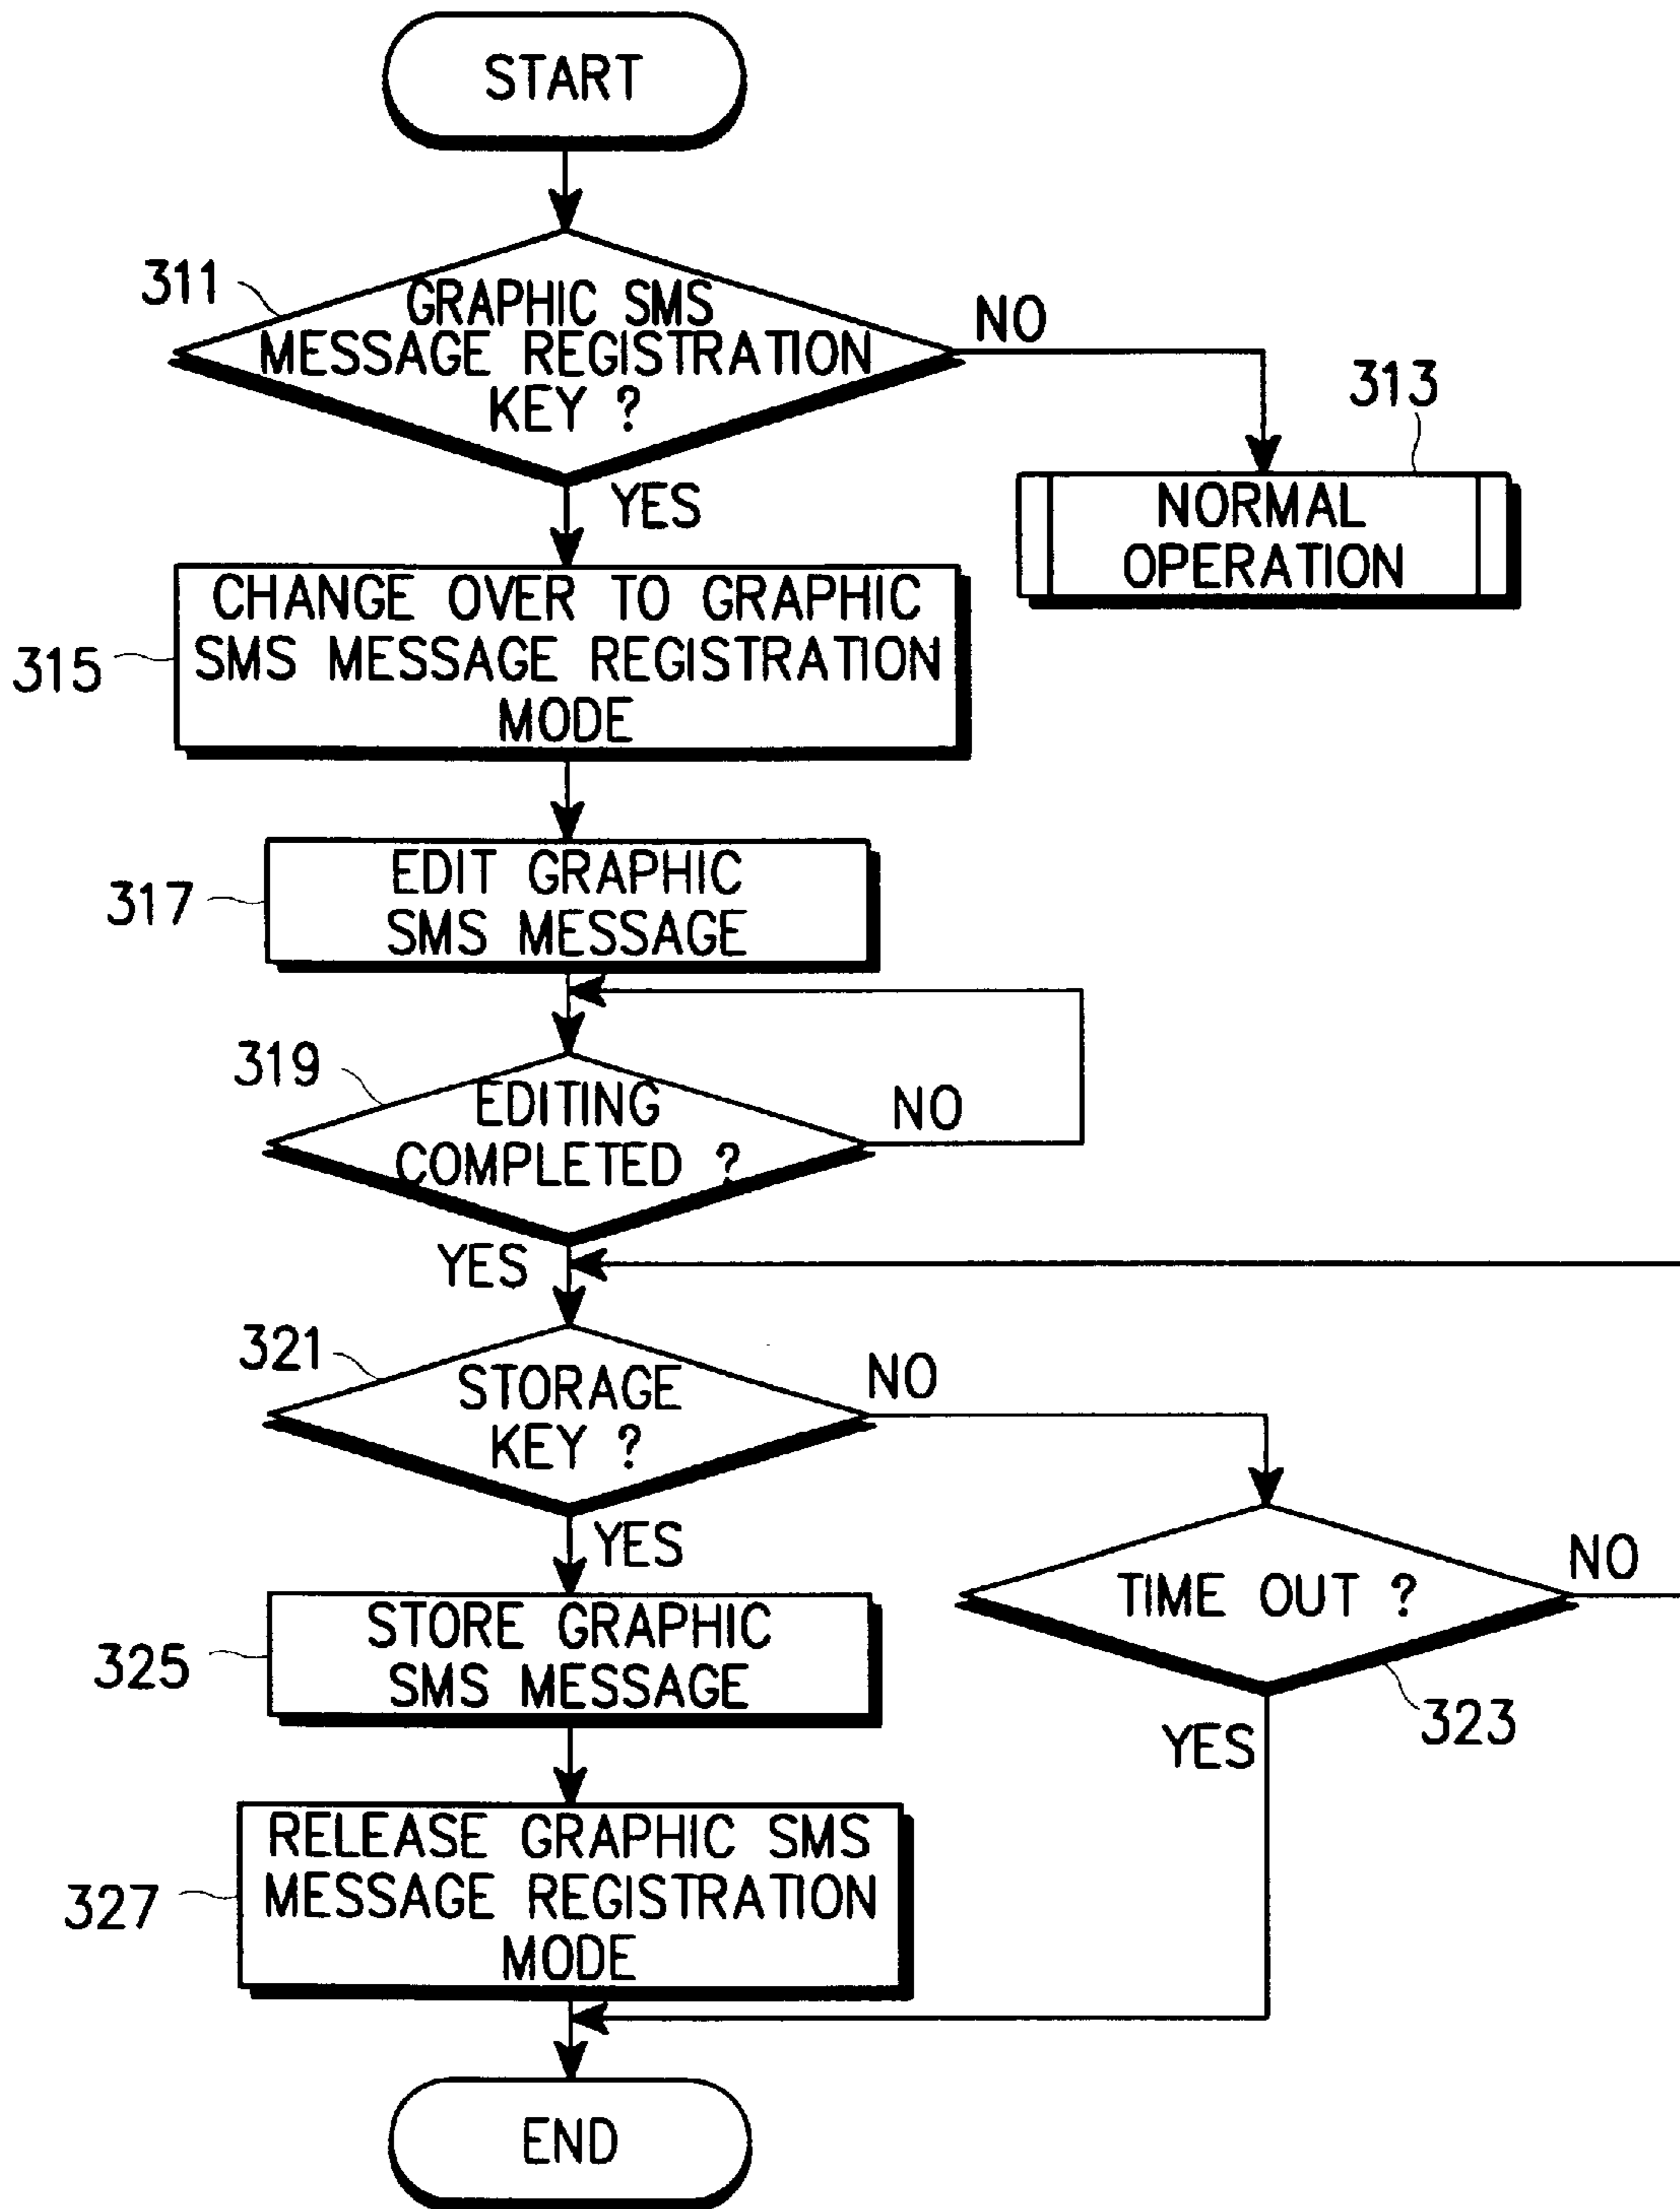 START
311
GRAPHIC SMS
MESSAGE REGISTRATION
KEY ?
NO
313
NORMAL
OPERATION
YES
315
CHANGE OVER TO GRAPHIC
SMS MESSAGE REGISTRATION
MODE
317
EDIT GRAPHIC
SMS MESSAGE
319
EDITING
COMPLETED ?
NO
YES
321
STORAGE
KEY ?
NO
YES
TIME OUT ?
NO
323
YES
325
STORE GRAPHIC
SMS MESSAGE
327
RELEASE GRAPHIC SMS
MESSAGE REGISTRATION
MODE
END